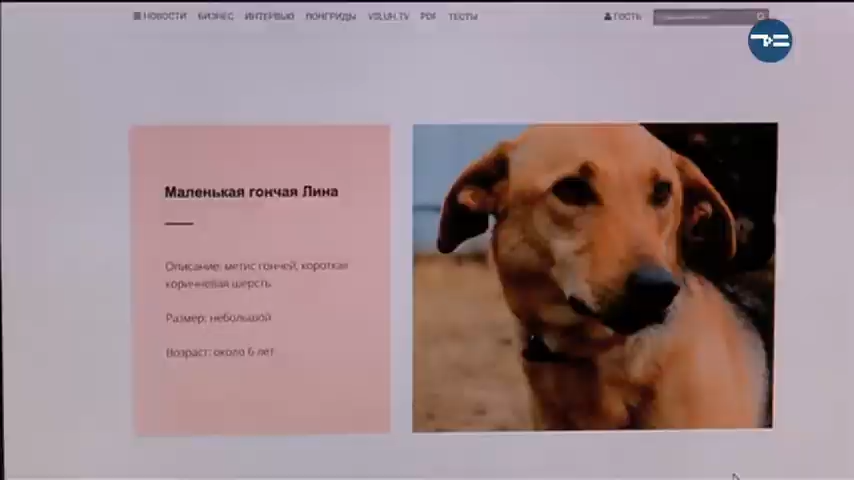 НОВОСТИ БИЗНЕС ИНТЕРВЬЮ ЛОНГРИДЫ VSLUH.TV PDF ТЕСТЫ ГОСТЬ
Маленькая гончая Лина
Описание: метис гончей, короткая
коричневая шерсть
Размер: небольшой
Возраст: около 6 лет